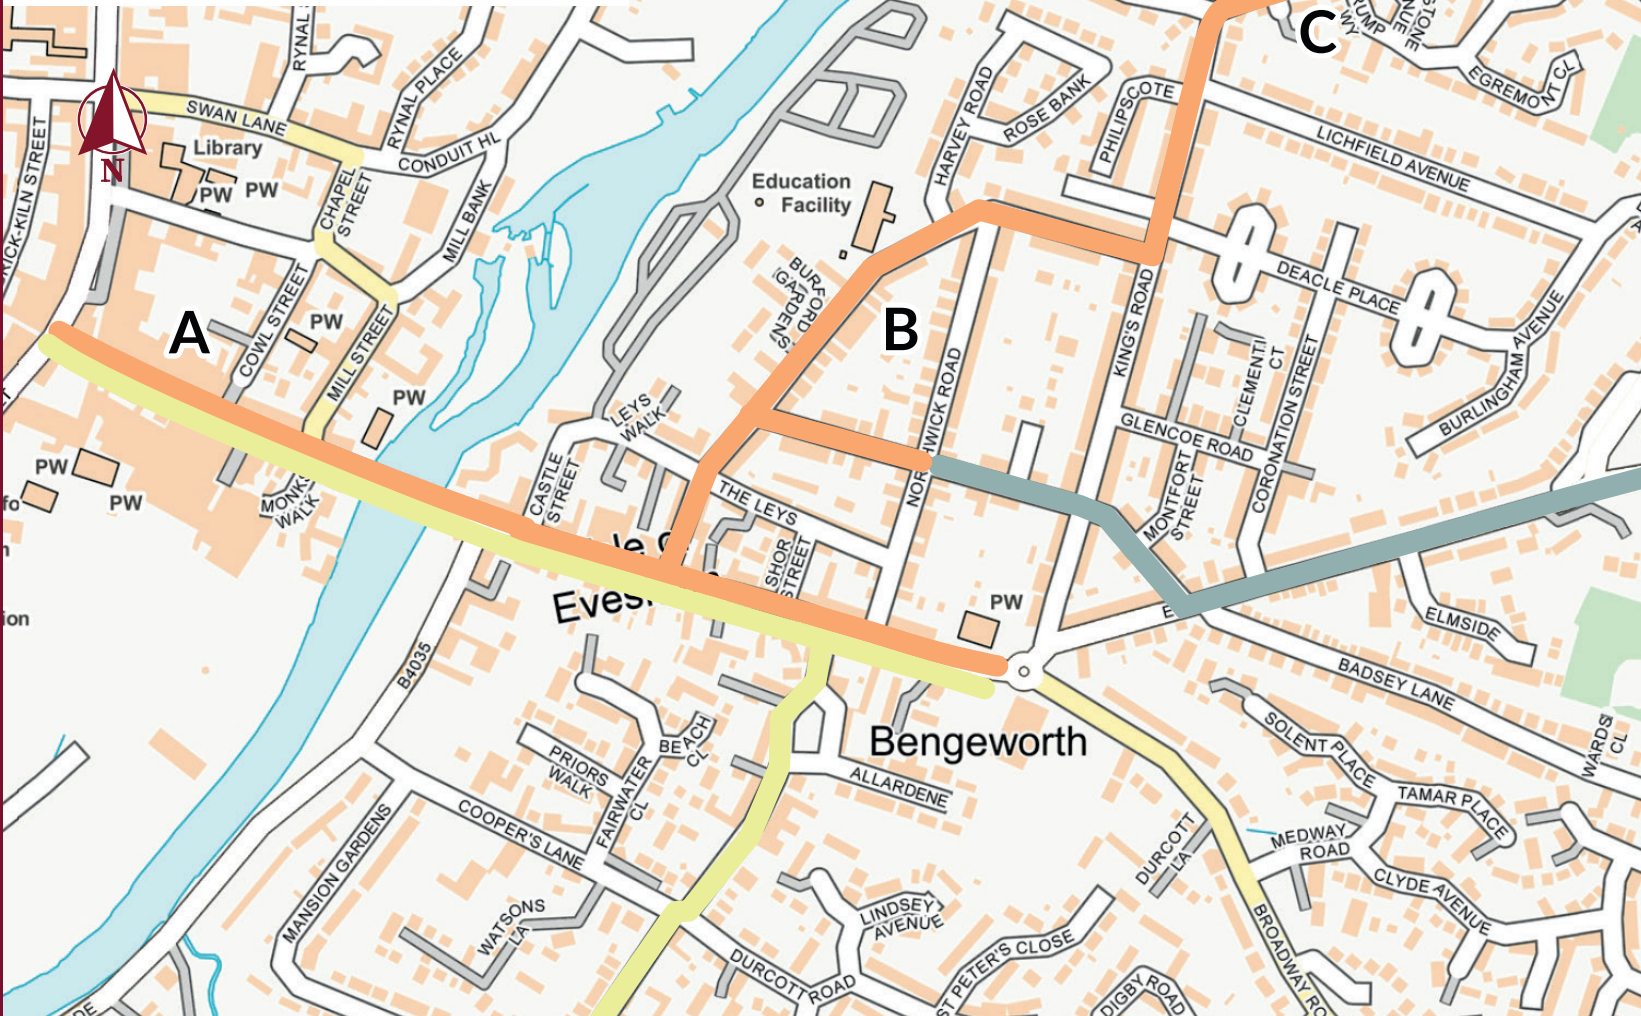 C
RUMP
WY
EGREMONT CL
RYNAL PLACE
SWAN LANE
HARVEY ROAD
ROSE BANK
PHILIPSCOTE
LICHFIELD AVENUE
N
Library
PW
PW
CONDUIT HL
CHAPEL
STREET
MILL BANK
Education
Facility
BURFORD
GARDENS
DEACLE PLACE
A
COWL STREET
PW
MILL STREET
PW
B
KING'S ROAD
CLEMENTI
CT
CORONATION STREET
BURLINGHAM AVENUE
LEYS
WALK
GLENCOE ROAD
PW
PW
MONKS
WALK
CASTLE
STREET
THE LEYS
MONTFORT
STREET
PW
ELMSIDE
B4035
BADSEY LANE
Bengeworth
BEACH
CL
PRIORS
WALK
FAIRWATER
CL
ALLARDENE
SOLENT PLACE
WARDS
CL
TAMAR PLACE
MEDWAY
ROAD
DURCOTT
LA
CLYDE AVENUE
COOPER'S LANE
MANSION GARDENS
WATSONS
LA
LINDSEY
AVENUE
DURCOTT ROAD
ST PETER'S CLOSE
DIGBY ROAD